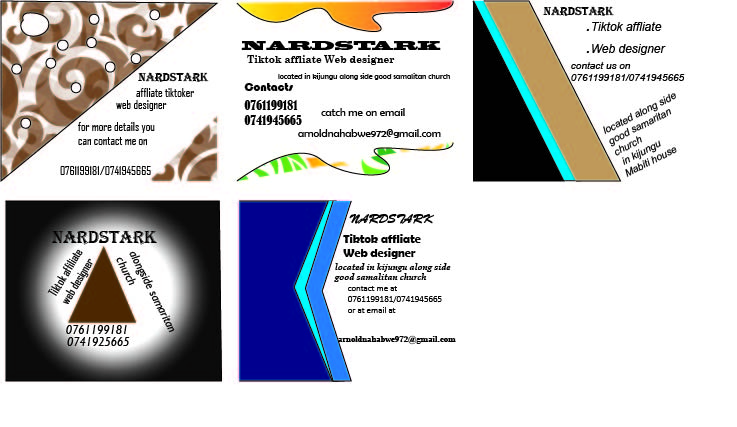 NARDSTARK
affliate tiktoker
web designer
for more details you
can contact me on
0761199181/0741945665
NARDSTARK
Tiktok affliate Web designer
located in kijungu along side good samalitan church
Contacts
0761199181
0741945665
catch me on email
arnoldnahabwe972@gmail.com
NARDSTARK
.Tiktok affliate
.Web designer
contact us on
0761199181/0741945665
located along side
good samaritan
church
in kijungu
Mabiti house
NARDSTARK
Tiktok affiliate
web designer
alongside samaritan
church
0761199181
0741925665
NARDSTARK
Tiktok affliate
Web designer
located in kijungu along side
good samalitan church
contact me at
0761199181/0741945665
or at email at
arnoldnahabwe972@gmail.com